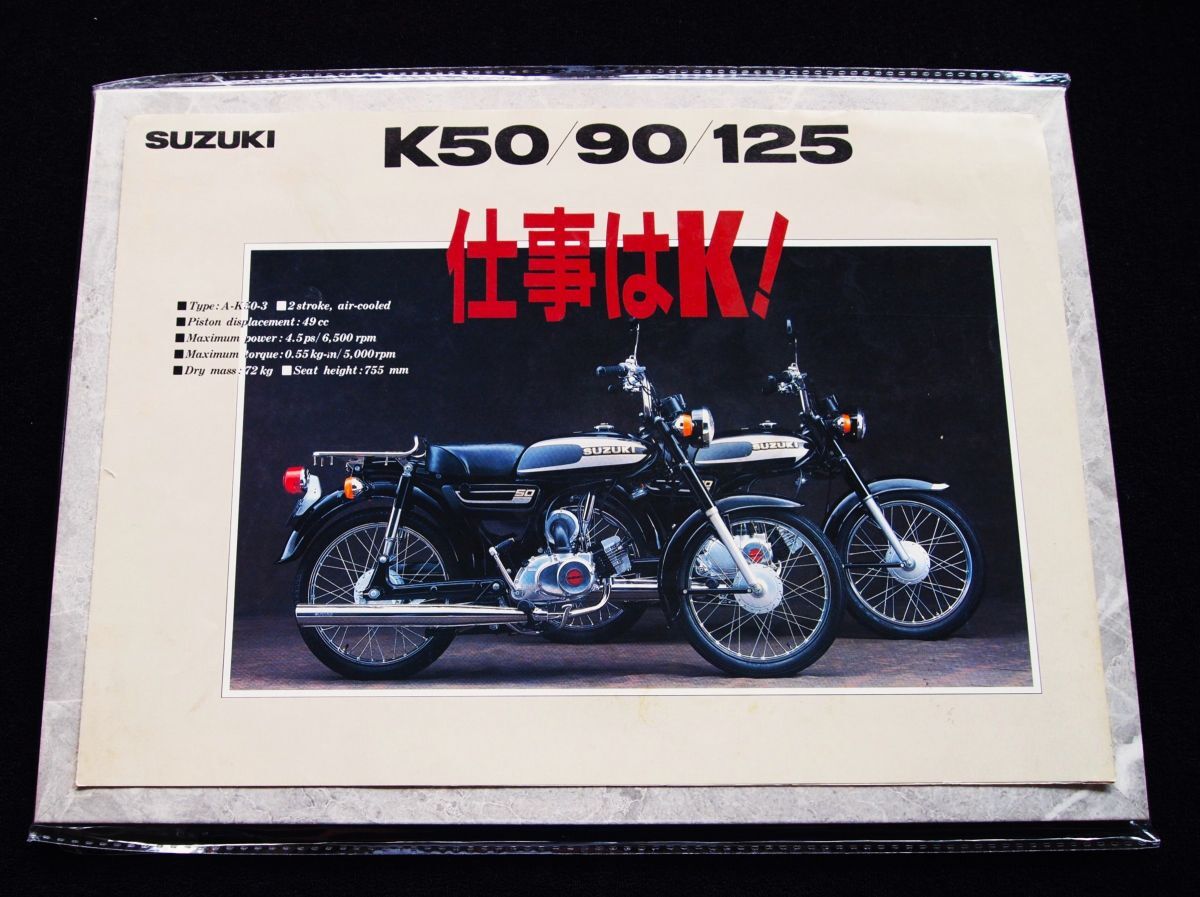 SUZUKI
K50/90/125
仕事はK!
■Type: A-K50-3 ■2 stroke, air-cooled
■Piston displacement: 49 cc
■Maximum power: 4.5 ps/6,500 rpm
■Maximum torque: 0.55 kg-m/5,000 rpm
■Dry mass: 72 kg ■Seat height: 755 mm
SUZUKI
SUZUKI
50